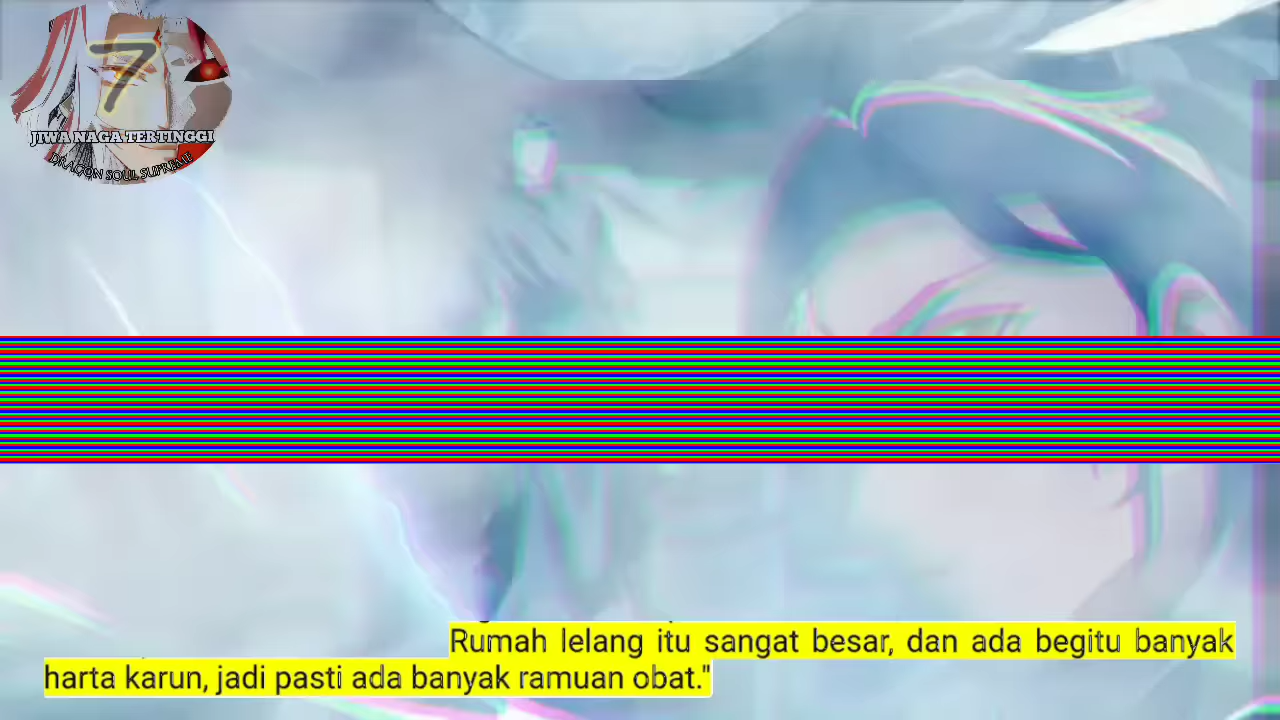 7
JIWA NAGA TERTINGGI
DRAGON SOUL SUPREME
Rumah lelang itu sangat besar, dan ada begitu banyak
harta karun, jadi pasti ada banyak ramuan obat."